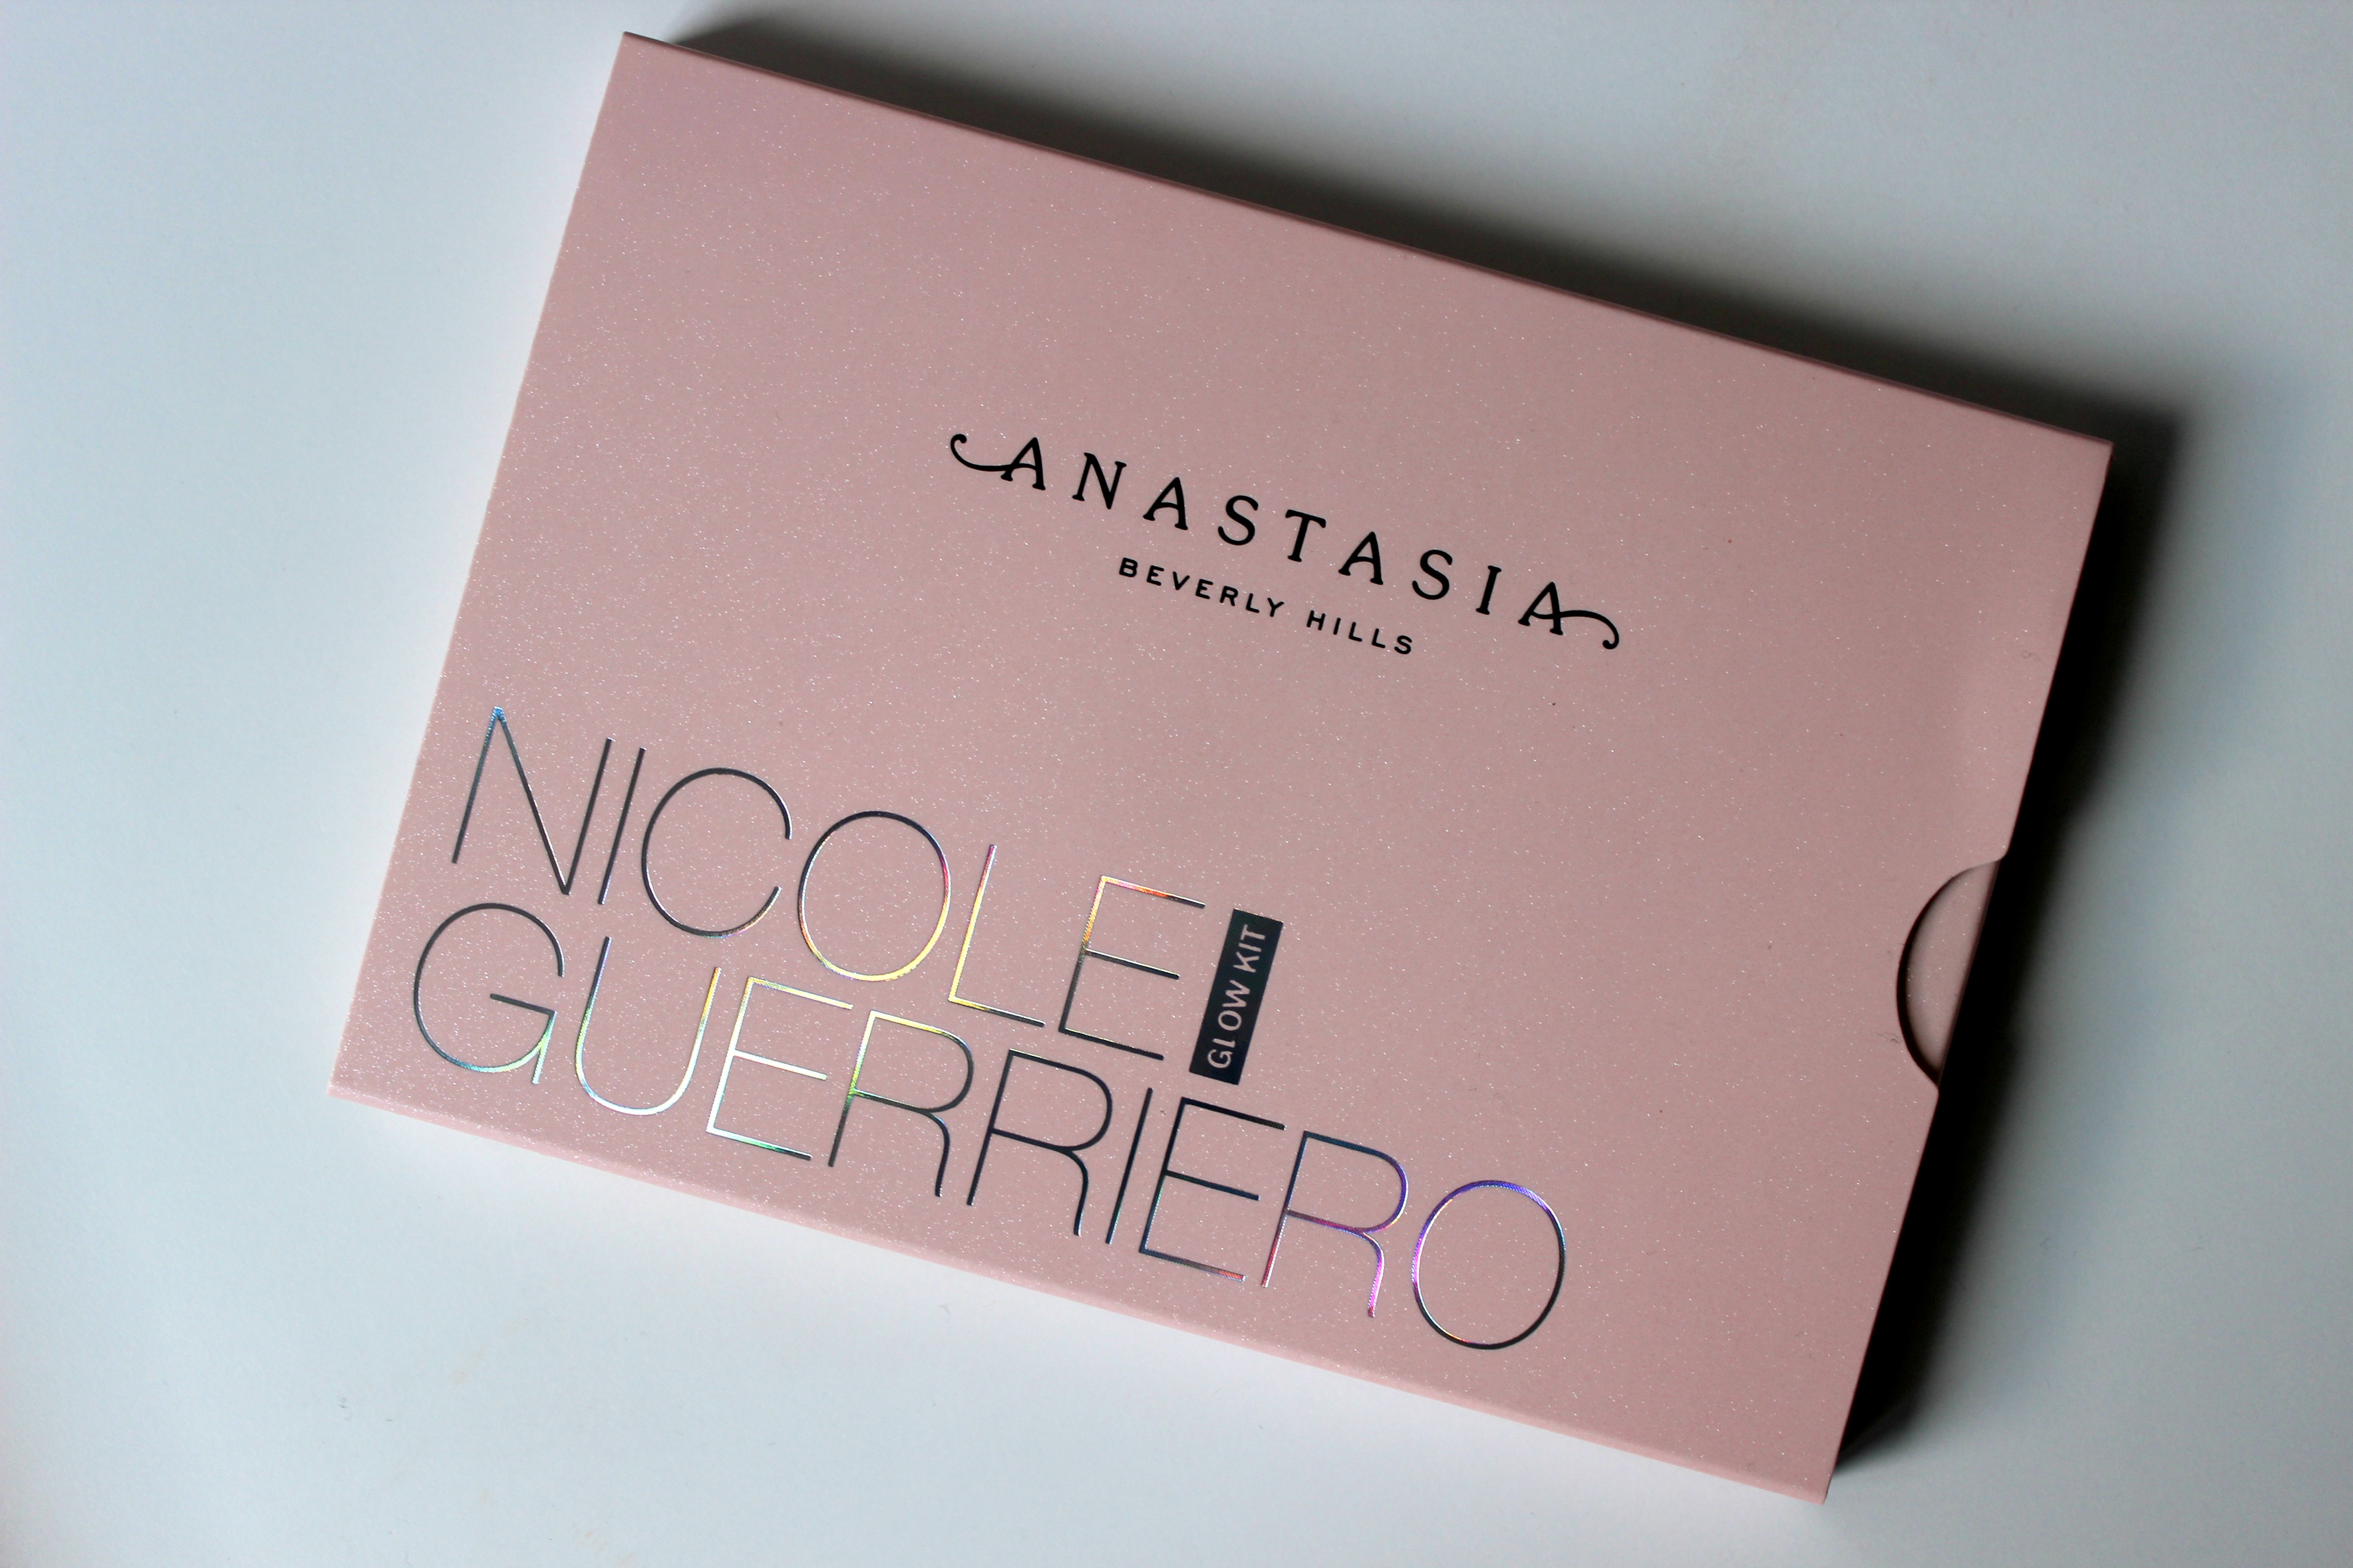 ANASTASIA
BEVERLY HILLS
NICOLE
GLOW KIT
GUERRIERO